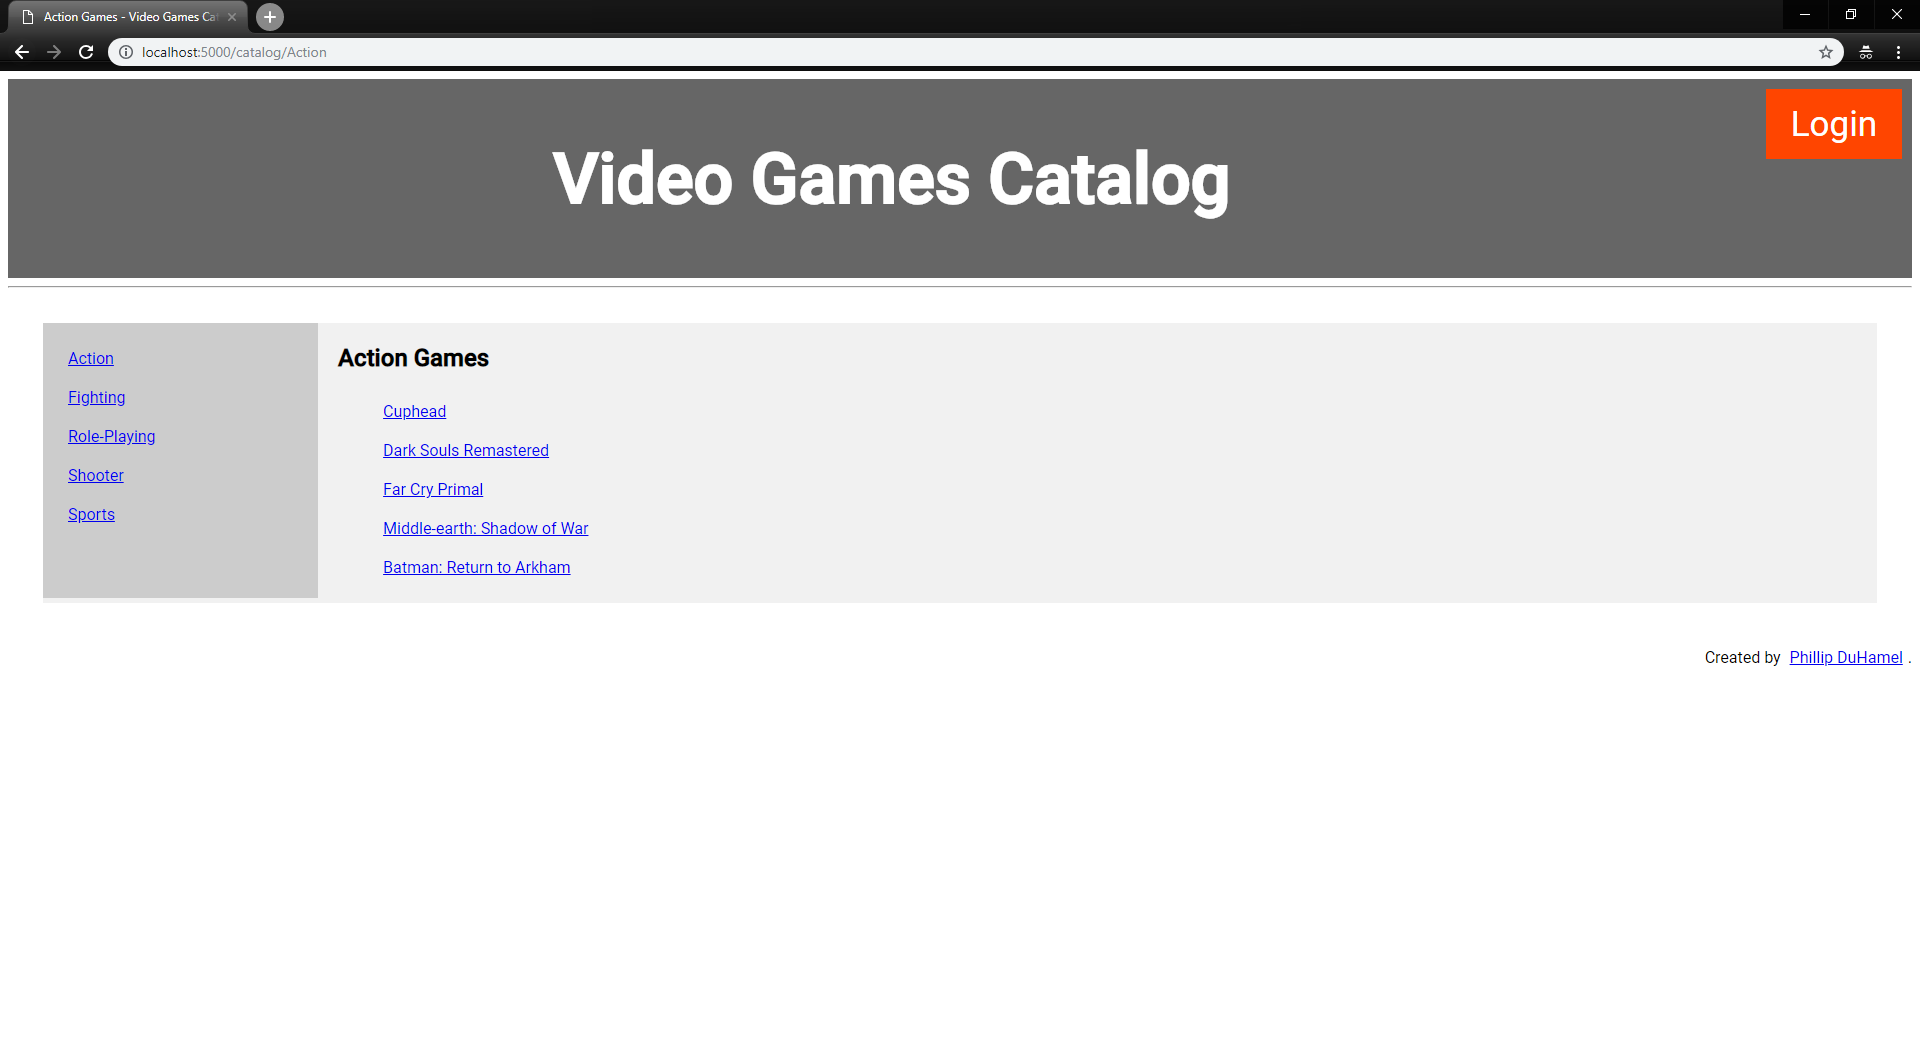 Action Games - Video Games Ca
localhost:5000/catalog/Action
Login
Video Games Catalog
Action
Fighting
Role-Playing
Shooter
Sports
Action Games
Cuphead
Dark Souls Remastered
Far Cry Primal
Middle-earth: Shadow of War
Batman: Return to Arkham
Created by Phillip DuHamel .